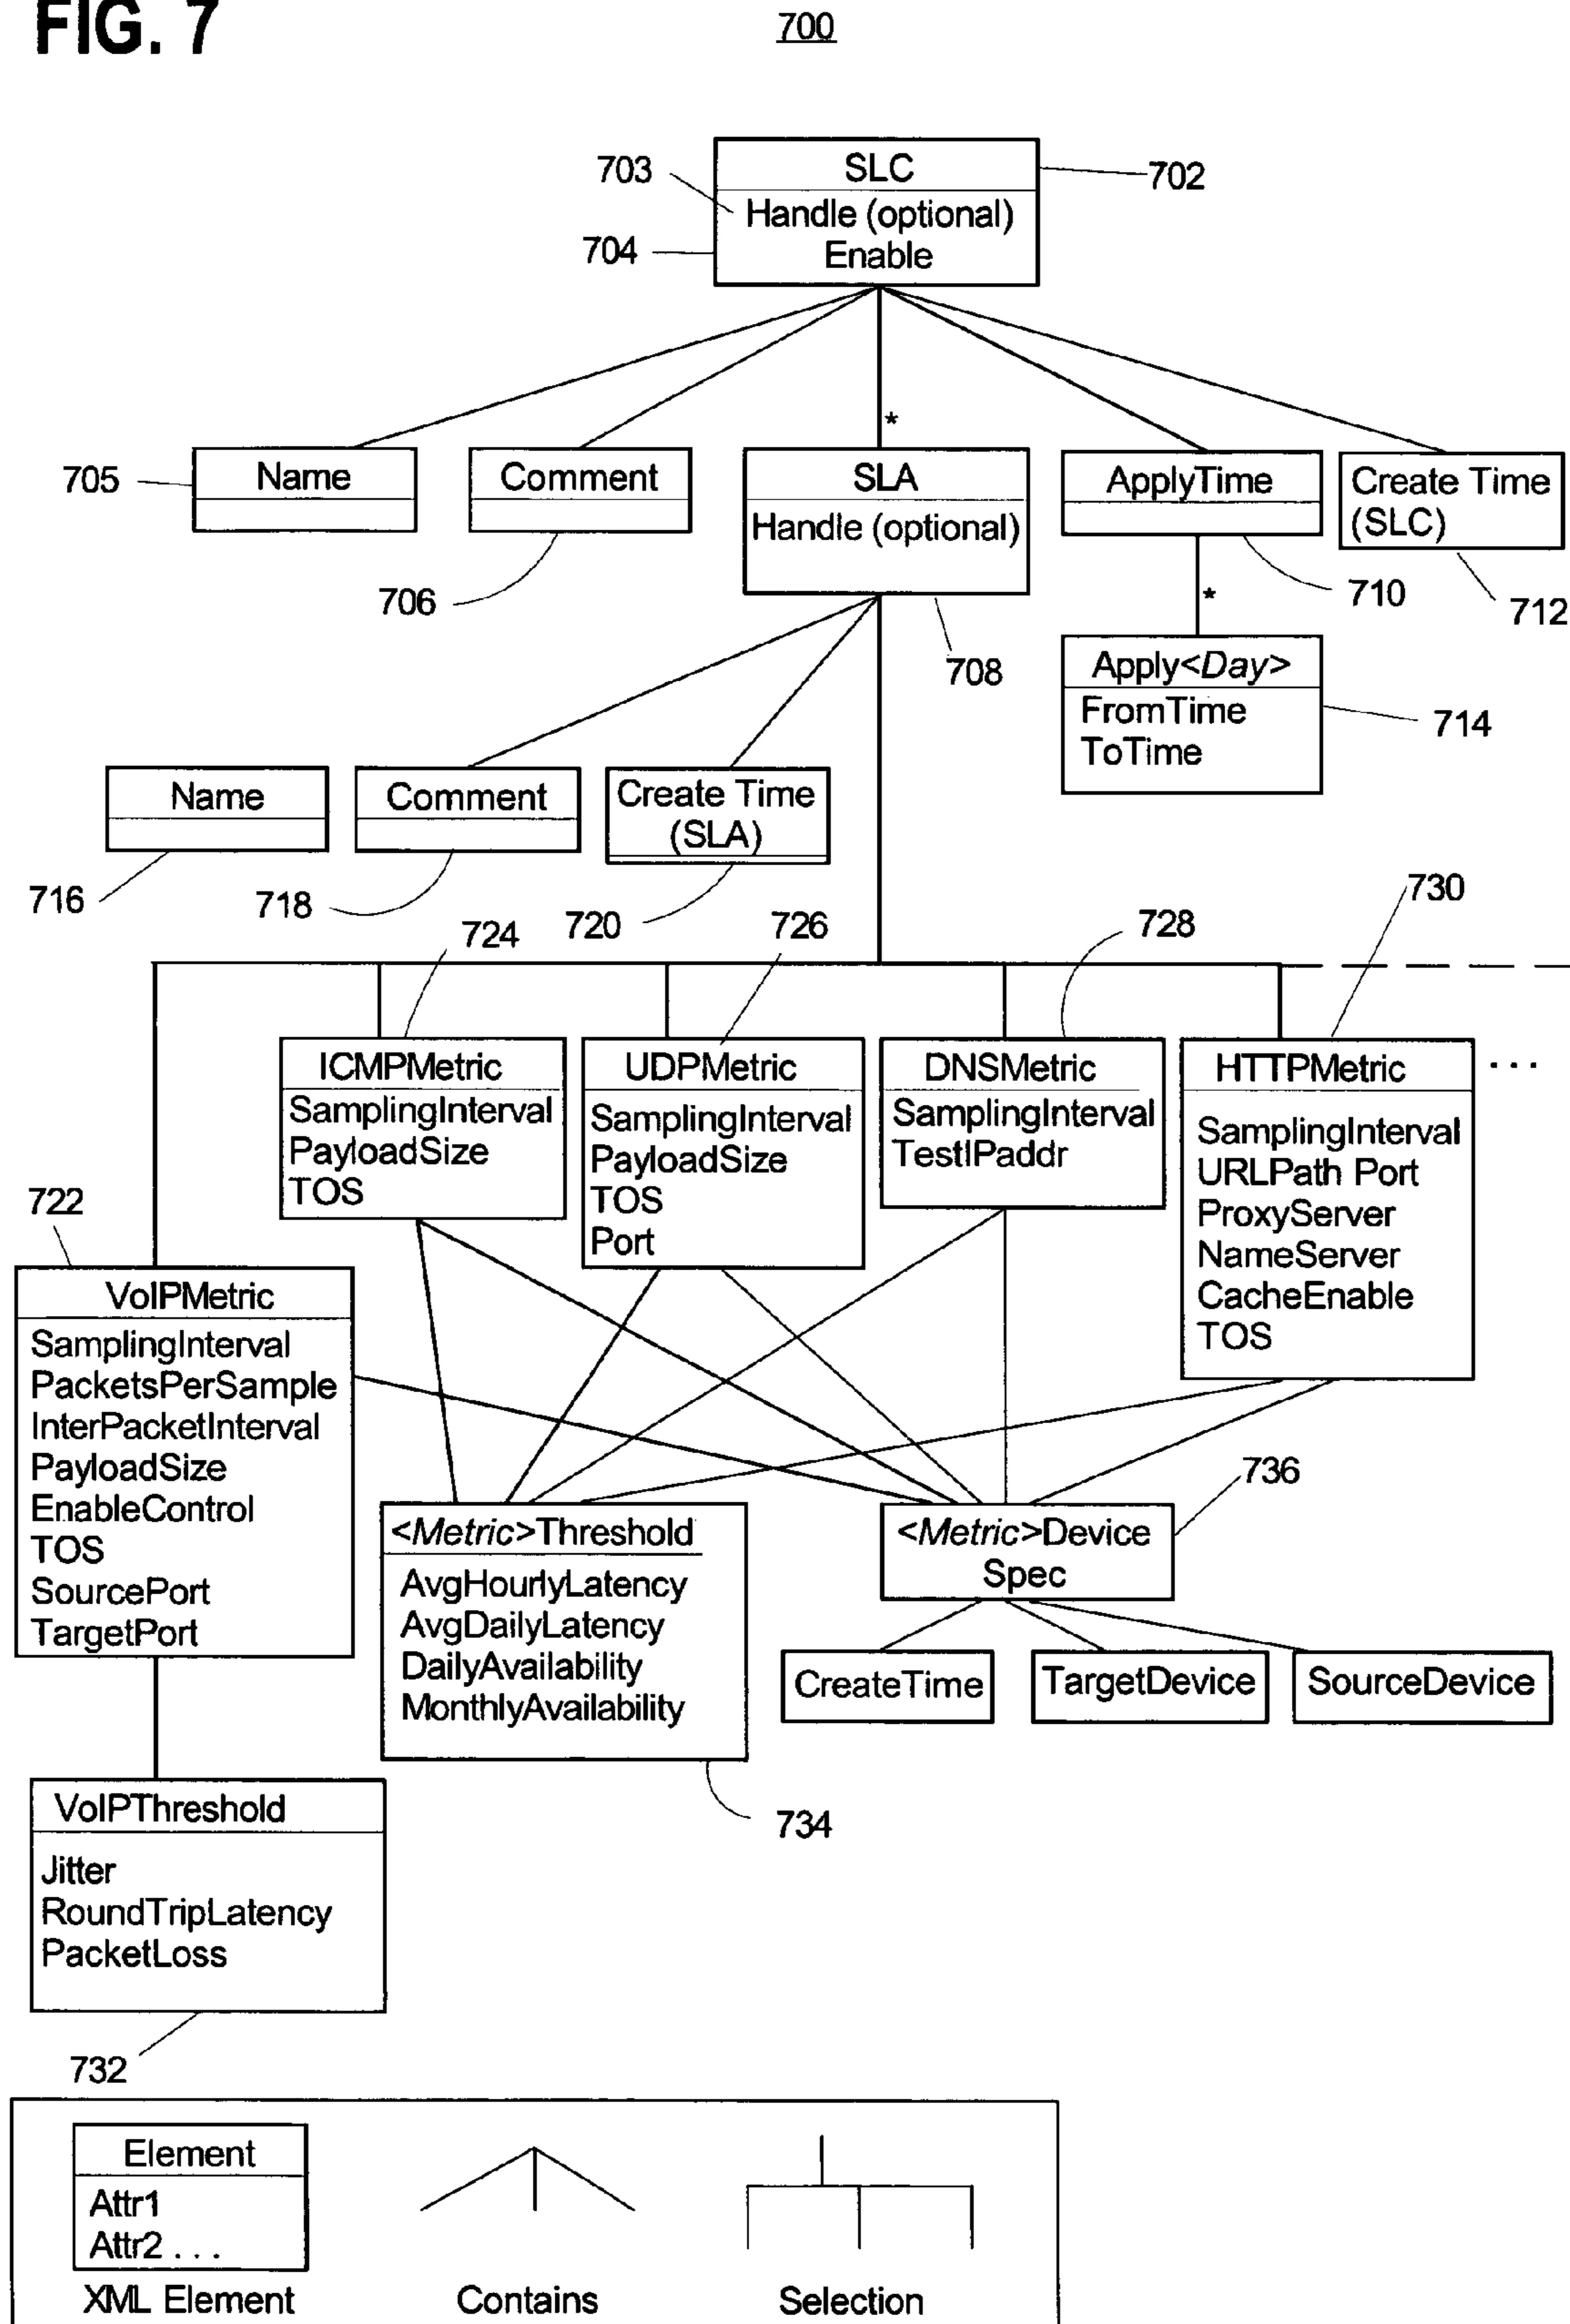 FIG. 7
700
703
SLC
702
Handle (optional)
704
Enable
*
705
Name
Comment
SLA
Handle (optional)
ApplyTime
Create Time
(SLC)
706
708
710
712
*
Apply<Day>
FromTime
ToTime
714
Name
Comment
Create Time
(SLA)
716
718
720
724
726
728
730
ICMPMetric
SamplingInterval
PayloadSize
TOS
UDPMetric
SamplingInterval
PayloadSize
TOS
Port
DNSMetric
SamplingInterval
TestIPaddr
HTTPMetric
SamplingInterval
URLPath Port
ProxyServer
NameServer
CacheEnable
TOS
...
722
VoIPMetric
SamplingInterval
PacketsPerSample
InterPacketInterval
PayloadSize
EnableControl
TOS
SourcePort
TargetPort
<Metric>Threshold
AvgHourlyLatency
AvgDailyLatency
DailyAvailability
MonthlyAvailability
734
736
<Metric>Device
Spec
CreateTime
TargetDevice
SourceDevice
VoIPThreshold
Jitter
RoundTripLatency
PacketLoss
732
Element
Attr1
Attr2 . . .
XML Element
Contains
Selection